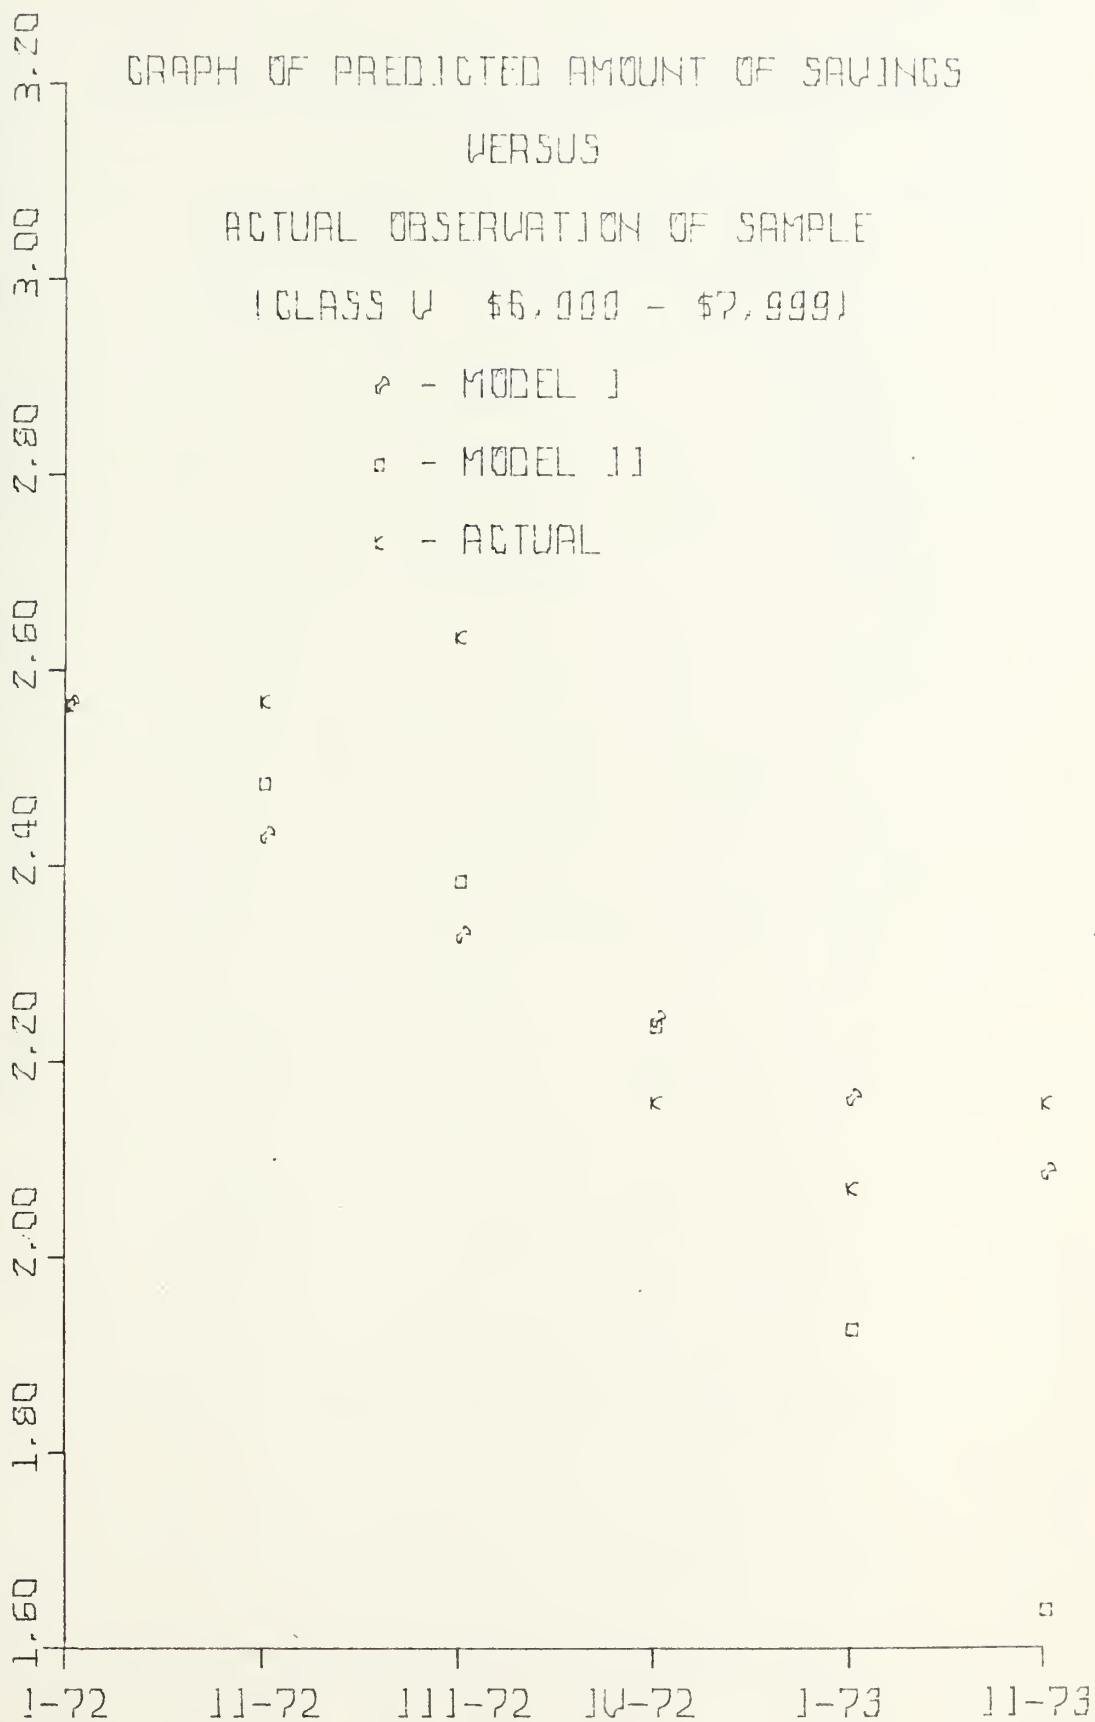 GRAPH OF PREDICTED AMOUNT OF SAVINGS
VERSUS
ACTUAL OBSERVATION OF SAMPLE
(CLASS V $6,000 - $7,999)
- MODEL I
- MODEL II
K - ACTUAL
3.20
3.00
2.80
2.60
2.40
2.20
2.00
1.80
1.60
I-72
II-72
III-72
IV-72
I-73
II-73